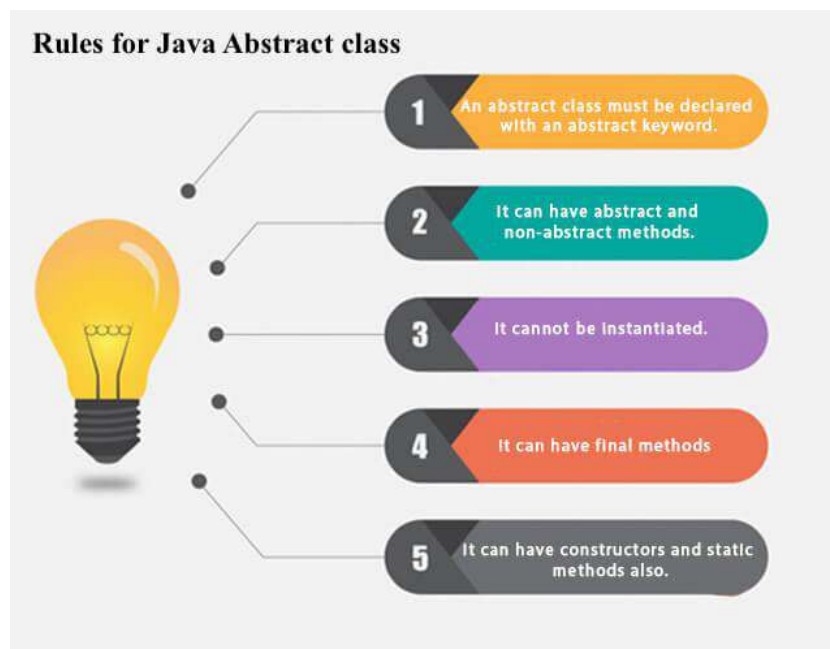 Rules for Java Abstract class
1
An abstract class must be declared
with an abstract keyword.
2
It can have abstract and
non-abstract methods.
3
It cannot be instantiated.
4
It can have final methods
5
It can have constructors and static
methods also.